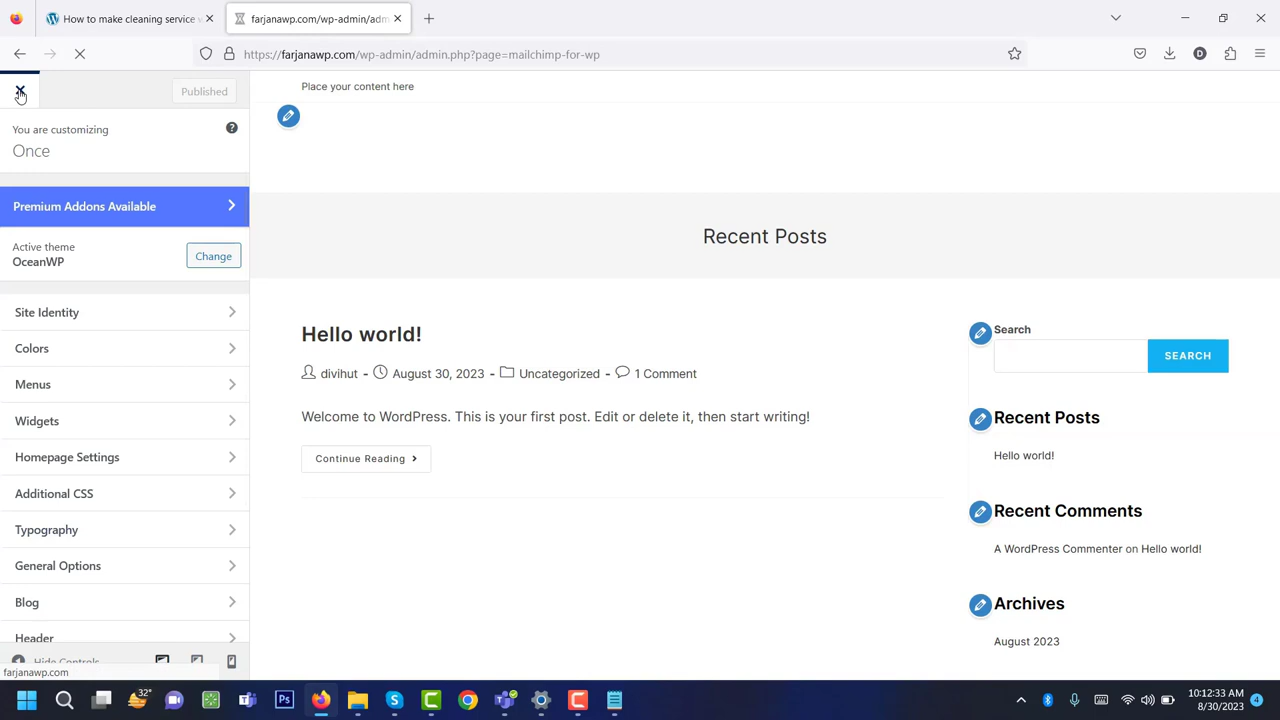 How to make cleaning service w
farjanawp.com/wp-admin/adm
https://farjanawp.com/wp-admin/admin.php?page=mailchimp-for-wp
D
Published
You are customizing
Once
Premium Addons Available
Active theme
OceanWP
Change
Site Identity
Colors
Menus
Widgets
Homepage Settings
Additional CSS
Typography
General Options
Blog
Header
Hide Controls
farjanawp.com
Place your content here
Recent Posts
Hello world!
divihut - August 30, 2023 - Uncategorized - 1 Comment
Welcome to WordPress. This is your first post. Edit or delete it, then start writing!
Continue Reading
Search
SEARCH
Recent Posts
Hello world!
Recent Comments
A WordPress Commenter on Hello world!
Archives
August 2023
32°
Ps
10:12:33 AM
8/30/2023
4